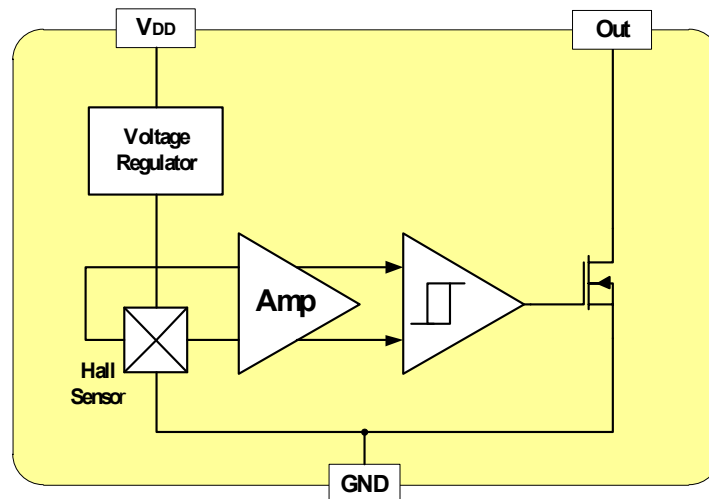 VDD
Out
Voltage
Regulator
Amp
Hall
Sensor
GND